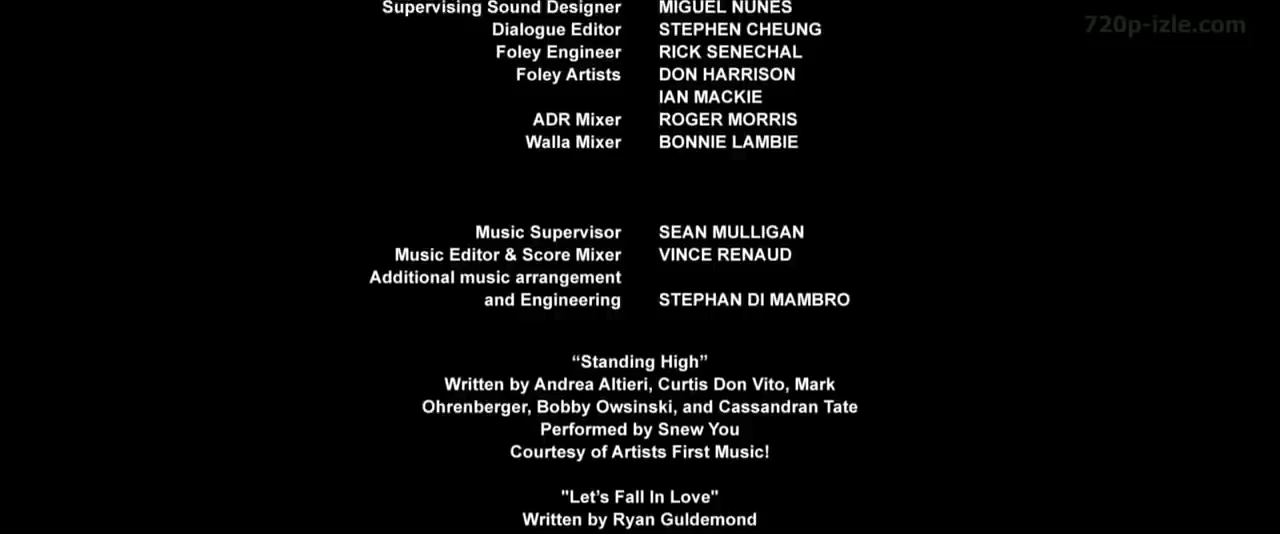 720p-izle.com
Supervising Sound Designer MIGUEL NUNES
Dialogue Editor STEPHEN CHEUNG
Foley Engineer RICK SENECHAL
Foley Artists DON HARRISON
IAN MACKIE
ADR Mixer ROGER MORRIS
Walla Mixer BONNIE LAMBIE
Music Supervisor SEAN MULLIGAN
Music Editor & Score Mixer VINCE RENAUD
Additional music arrangement
and Engineering STEPHAN DI MAMBRO
“Standing High”
Written by Andrea Altieri, Curtis Don Vito, Mark
Ohrenberger, Bobby Owsinski, and Cassandran Tate
Performed by Snew You
Courtesy of Artists First Music!
"Let’s Fall In Love"
Written by Ryan Guldemond